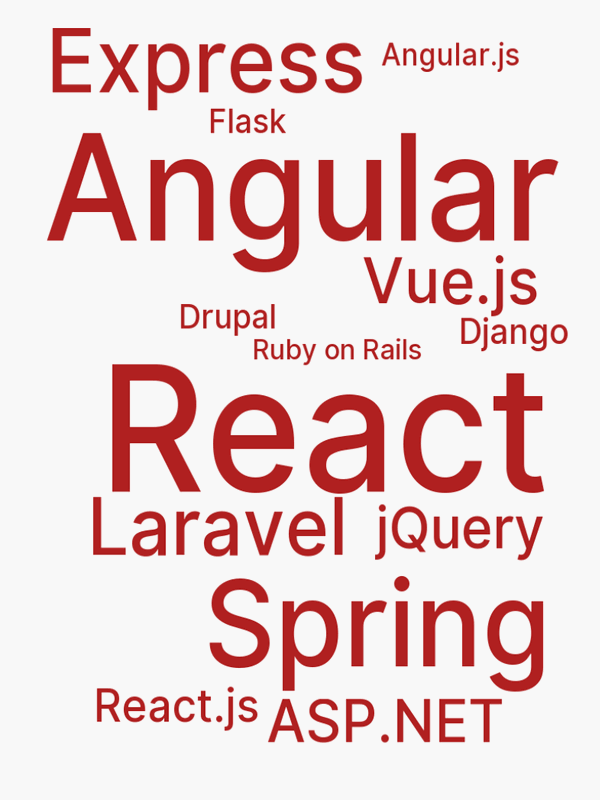 Express
Angular.js
Flask
Angular
Vue.js
Drupal
Django
Ruby on Rails
React
Laravel
jQuery
Spring
React.js
ASP.NET